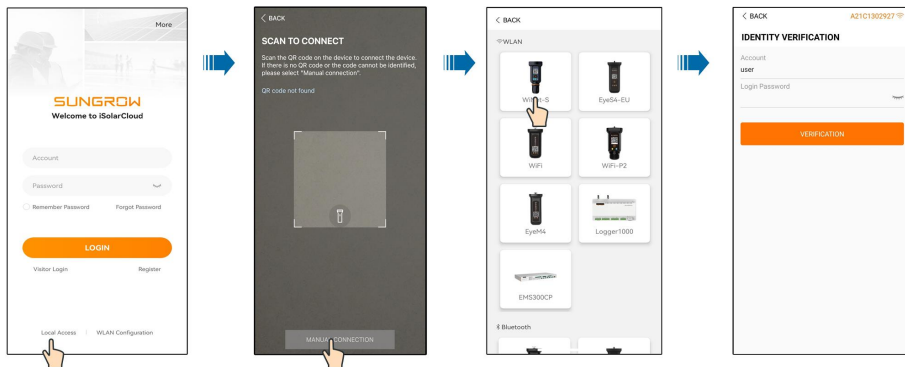 More
SUNGROW
Welcome to iSolarCloud
Account
Password
Remember Password Forgot Password
LOGIN
Visitor Login Register
Local Access | WLAN Configuration
< BACK
SCAN TO CONNECT
Scan the QR code on the device to connect the device.
If there is no QR code or the code cannot be identified,
please select "Manual connection".
QR code not found
MANUAL CONNECTION
< BACK
WLAN
EyeS4-EU
WiFi WiFi-P2
EyeM4 Logger1000
EMS300CP
Bluetooth
< BACK A21C1302927
IDENTITY VERIFICATION
Account
user
Login Password
VERIFICATION